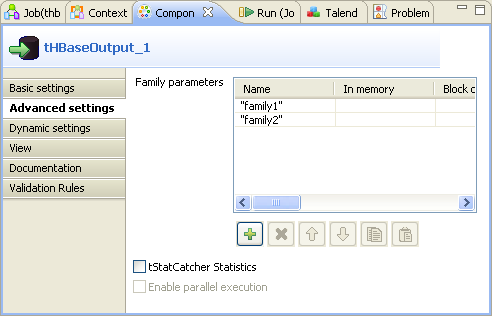 Job(thb Context Compon Run (Jo Talend Problem
tHBaseOutput_1
Basic settings
Advanced settings
Dynamic settings
View
Documentation
Validation Rules
Family parameters
Name In memory Block c
"family1"
"family2"
tStatCatcher Statistics
Enable parallel execution